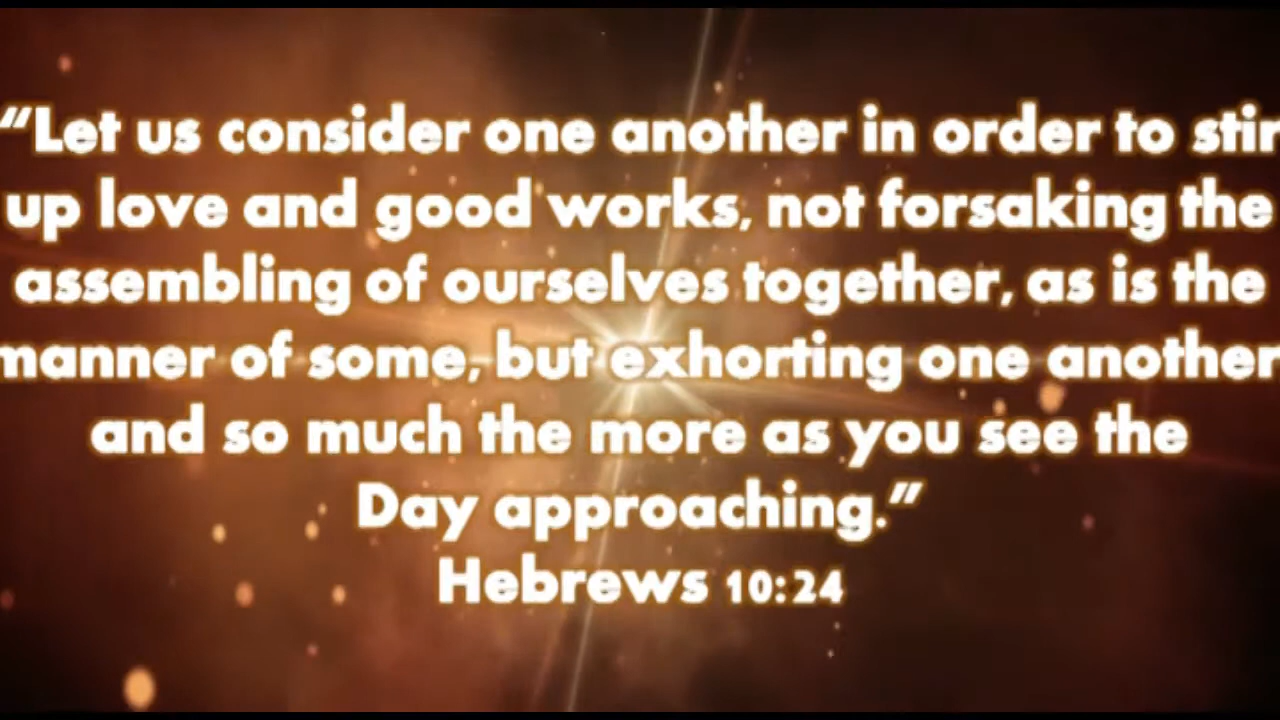 “Let us consider one another in order to stir
up love and good works, not forsaking the
assembling of ourselves together, as is the
manner of some, but exhorting one another
and so much the more as you see the
Day approaching.”
Hebrews 10:24